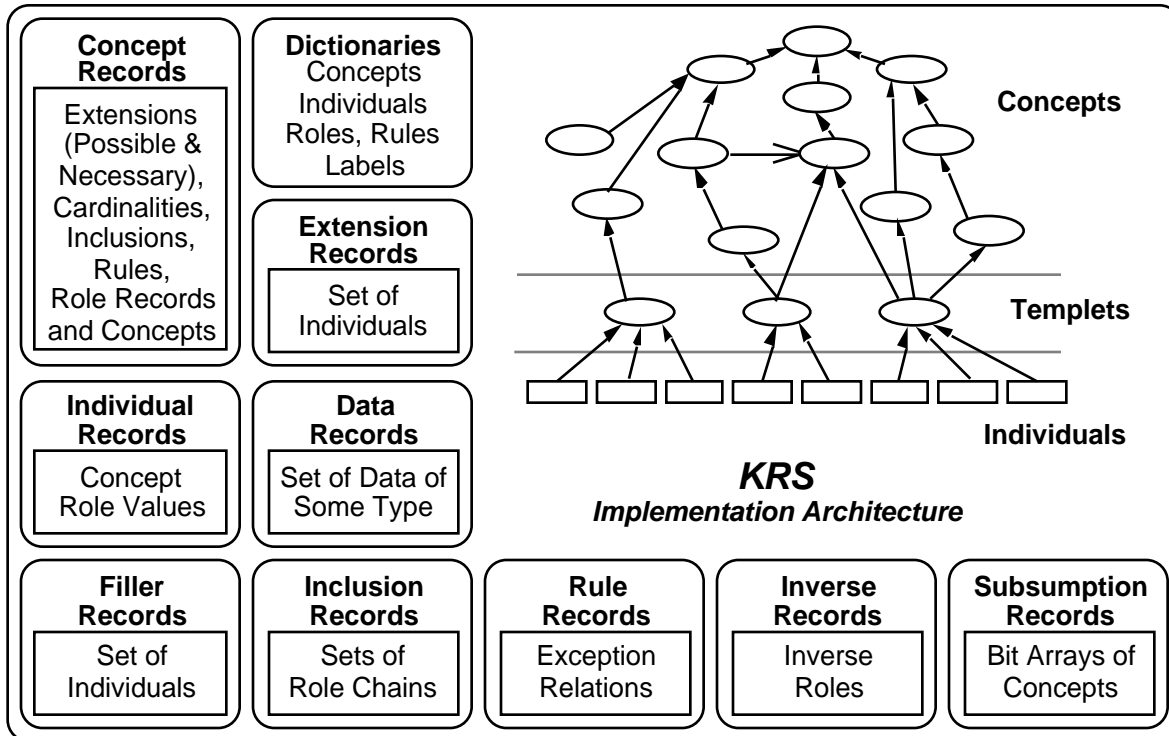 Concept
Records
Extensions
(Possible &
Necessary),
Cardinalities,
Inclusions,
Rules,
Role Records
and Concepts
Dictionaries
Concepts
Individuals
Roles, Rules
Labels
Extension
Records
Set of
Individuals
Concepts
Templets
Individuals
Individual
Records
Concept
Role Values
Data
Records
Set of Data of
Some Type
KRS
Implementation Architecture
Filler
Records
Set of
Individuals
Inclusion
Records
Sets of
Role Chains
Rule
Records
Exception
Relations
Inverse
Records
Inverse
Roles
Subsumption
Records
Bit Arrays of
Concepts